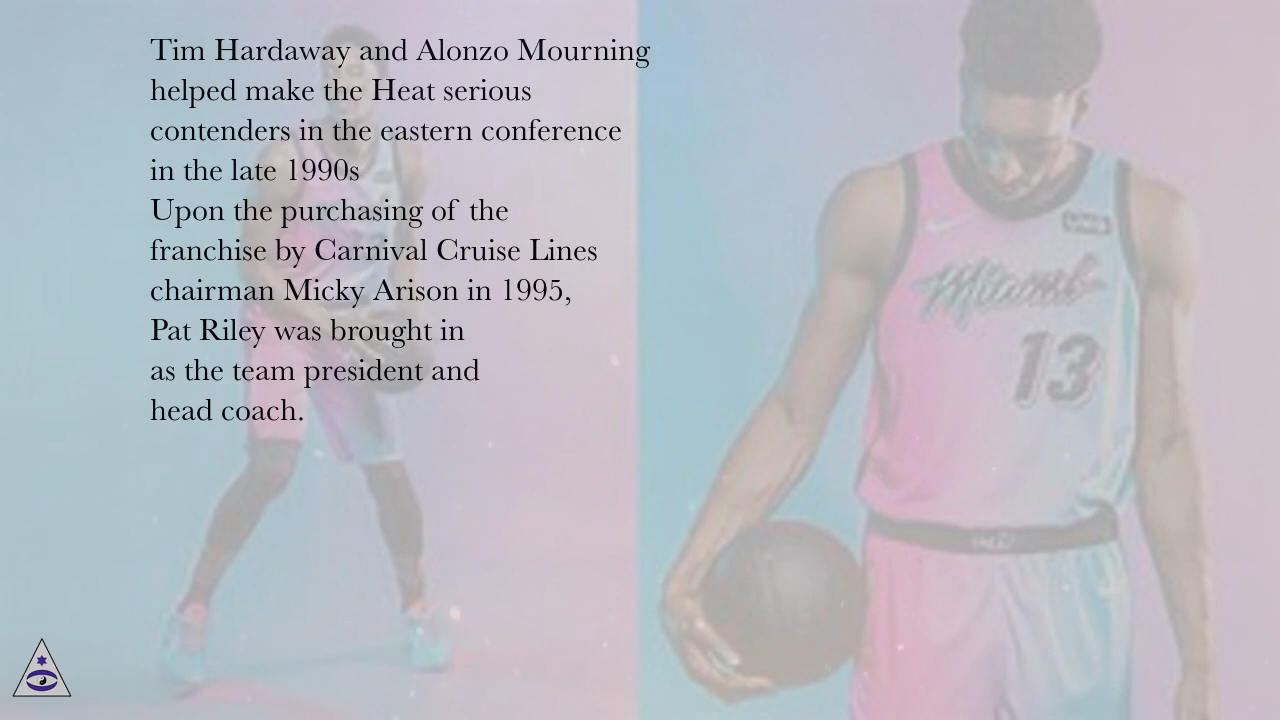 Tim Hardaway and Alonzo Mourning
helped make the Heat serious
contenders in the eastern conference
in the late 1990s
Upon the purchasing of the
franchise by Carnival Cruise Lines
chairman Micky Arison in 1995,
Pat Riley was brought in
as the team president and
head coach.
Miami
13